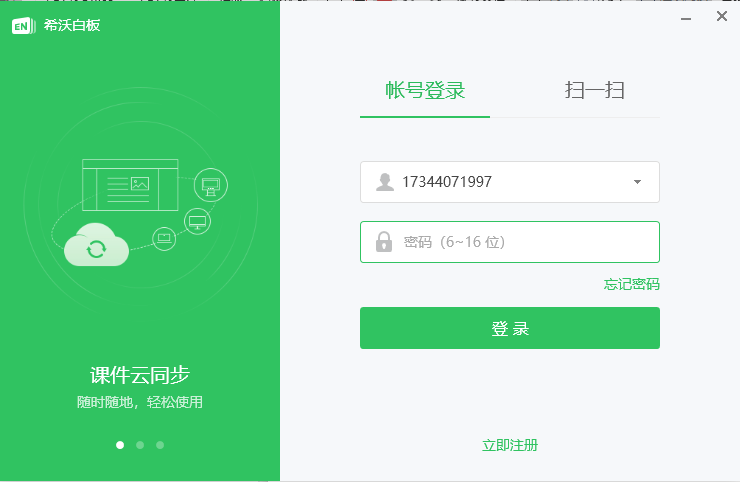 EN 希沃白板
帐号登录 扫一扫
17344071997
密码（6~16 位）
忘记密码
登 录
课件云同步
随时随地，轻松使用
立即注册